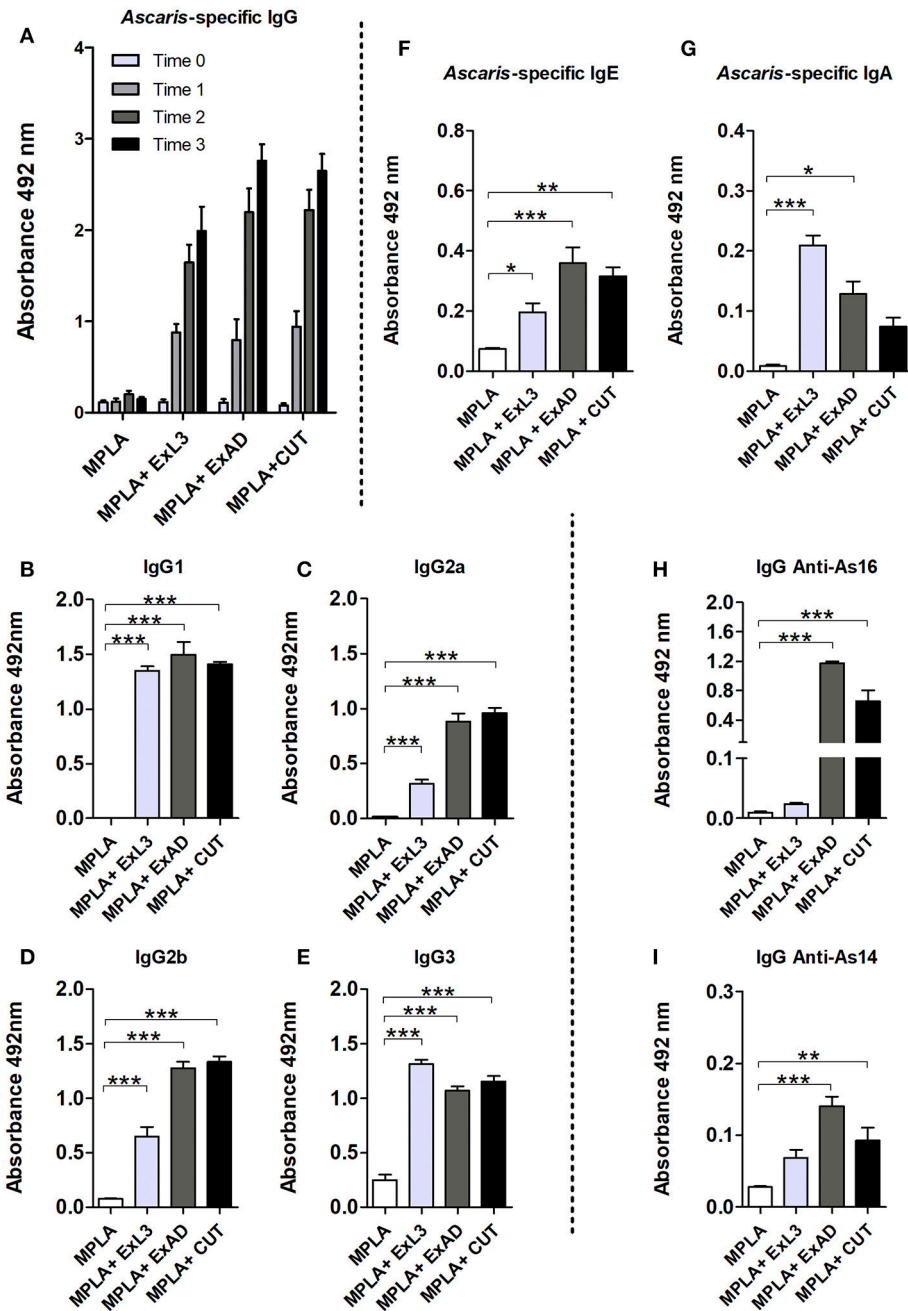 A
Ascaris-specific IgG
Absorbance 492 nm
4
3
2
1
0
Time 0
Time 1
Time 2
Time 3
MPLA
MPLA+ ExL3
MPLA+ ExAD
MPLA+CUT
F
Ascaris-specific IgE
Absorbance 492 nm
0.8
0.6
0.4
0.2
0.0
*
***
**
MPLA
MPLA + ExL3
MPLA + ExAD
MPLA + CUT
G
Ascaris-specific IgA
Absorbance 492 nm
0.4
0.3
0.2
0.1
0.0
***
*
MPLA
MPLA + ExL3
MPLA + ExAD
MPLA + CUT
B
IgG1
Absorbance 492nm
2.0
1.5
1.0
0.5
0.0
***
***
***
MPLA
MPLA+ ExL3
MPLA+ ExAD
MPLA+ CUT
C
IgG2a
Absorbance 492nm
2.0
1.5
1.0
0.5
0.0
***
***
***
MPLA
MPLA+ ExL3
MPLA+ ExAD
MPLA+ CUT
H
IgG Anti-As16
Absorbance 492 nm
2.0
1.6
1.2
0.8
0.4
0.1
0.0
***
***
MPLA
MPLA+ ExL3
MPLA+ ExAD
MPLA+ CUT
D
IgG2b
Absorbance 492nm
2.0
1.5
1.0
0.5
0.0
***
***
***
MPLA
MPLA+ ExL3
MPLA+ ExAD
MPLA+ CUT
E
IgG3
Absorbance 492nm
2.0
1.5
1.0
0.5
0.0
***
***
***
MPLA
MPLA+ ExL3
MPLA+ ExAD
MPLA+ CUT
I
IgG Anti-As14
Absorbance 492 nm
0.3
0.2
0.1
0.0
***
**
MPLA
MPLA+ ExL3
MPLA+ ExAD
MPLA+ CUT